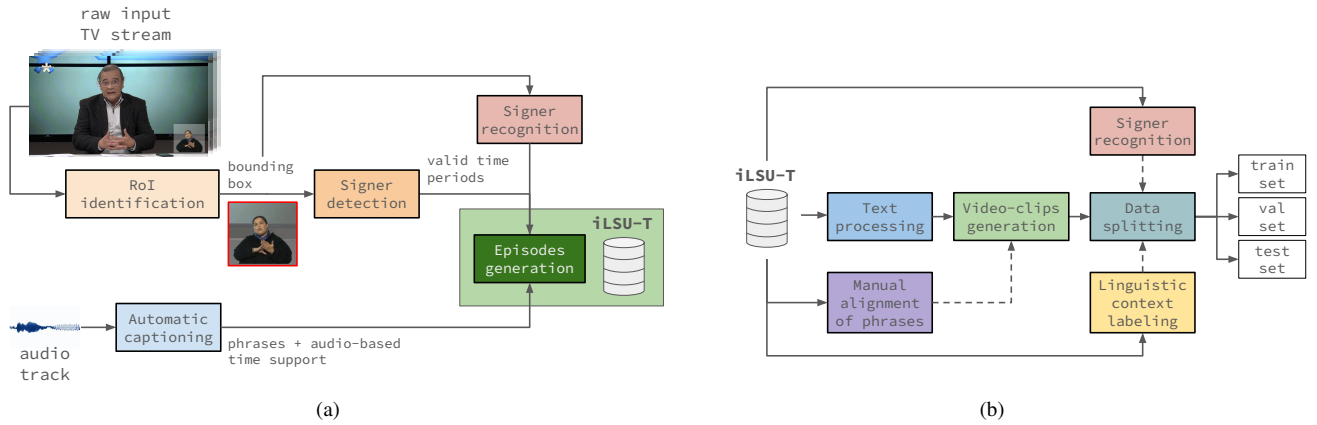 raw input
TV stream
Signer
recognition
bounding
box
valid time
periods
RoI
identification
Signer
detection
iLSU-T
Episodes
generation
Automatic
captioning
phrases + audio-based
time support
audio
track
(a)
Signer
recognition
iLSU-T
train
set
Text
processing
Video-clips
generation
Data
splitting
val
set
test
set
Manual
alignment
of phrases
Linguistic
context
labeling
(b)